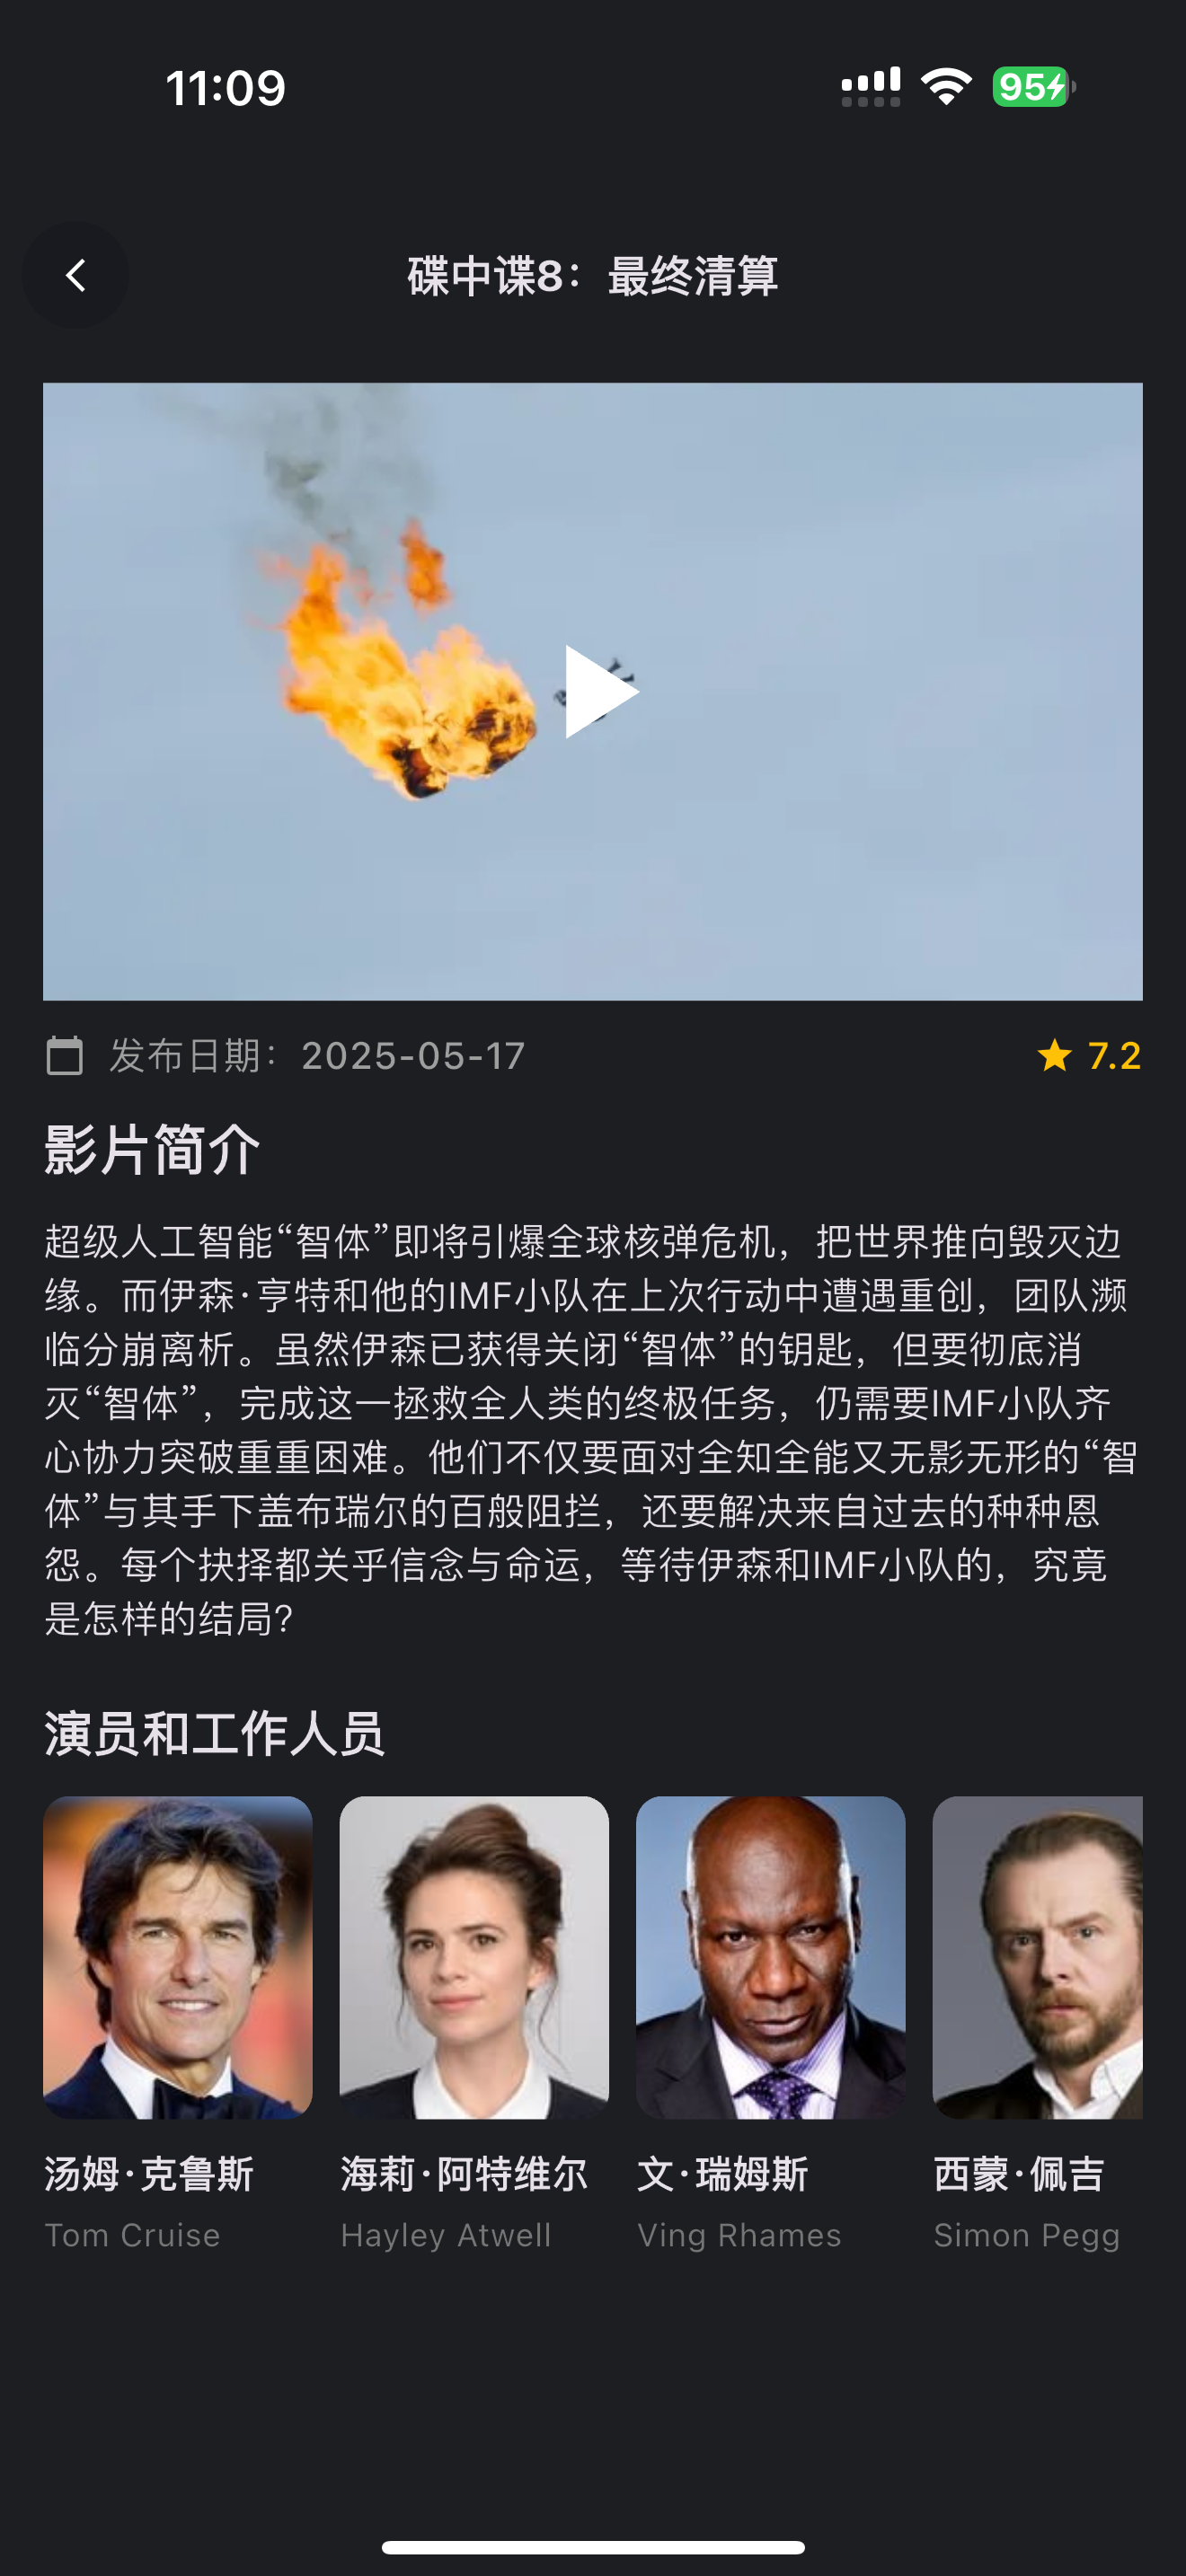 11:09
95
碟中谍8：最终清算
发布日期：2025-05-17
7.2
影片简介
超级人工智能“智体”即将引爆全球核弹危机，把世界推向毁灭边
缘。而伊森·亨特和他的IMF小队在上次行动中遭遇重创，团队濒
临分崩离析。虽然伊森已获得关闭“智体”的钥匙，但要彻底消
灭“智体”，完成这一拯救全人类的终极任务，仍需要IMF小队齐
心协力突破重重困难。他们不仅要面对全知全能又无影无形的“智
体”与其手下盖布瑞尔的百般阻拦，还要解决来自过去的种种恩
怨。每个抉择都关乎信念与命运，等待伊森和IMF小队的，究竟
是怎样的结局？
演员和工作人员
汤姆·克鲁斯
Tom Cruise
海莉·阿特维尔
Hayley Atwell
文·瑞姆斯
Ving Rhames
西蒙·佩吉
Simon Pegg